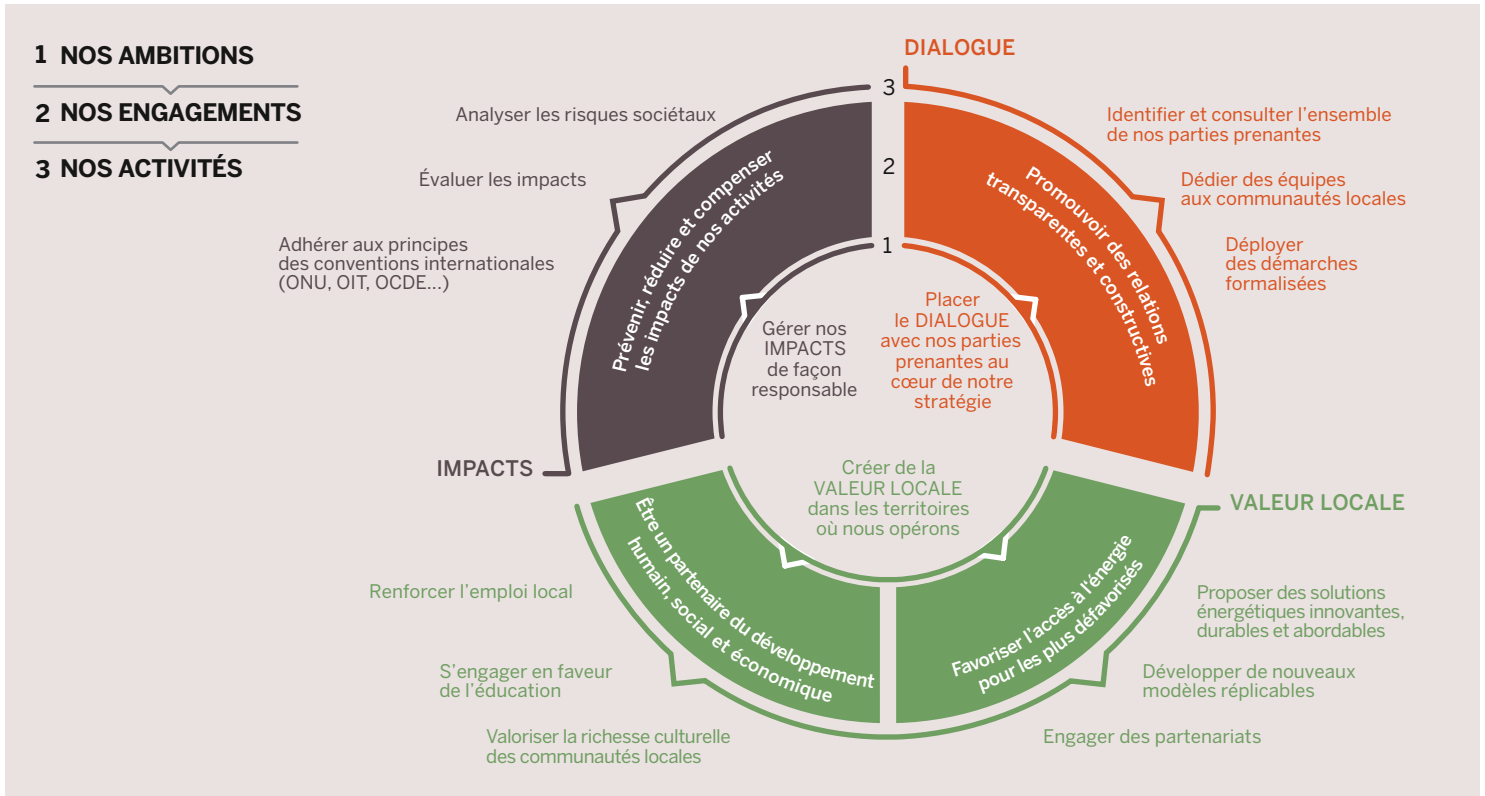 1 NOS AMBITIONS
2 NOS ENGAGEMENTS
3 NOS ACTIVITÉS
DIALOGUE
3
2
1
Identifier et consulter l'ensemble
de nos parties prenantes
Dédier des équipes
aux communautés locales
Déployer
des démarches
formalisées
Promouvoir des relations
transparentes et constructives
Placer
le DIALOGUE
avec nos parties
prenantes au
cœur de notre
stratégie
Analyser les risques sociétaux
Évaluer les impacts
Adhérer aux principes
des conventions internationales
(ONU, OIT, OCDE...)
Prévenir, réduire et compenser
les impacts de nos activités
Gérer nos
IMPACTS
de façon
responsable
IMPACTS
Créer de la
VALEUR LOCALE
dans les territoires
où nous opérons
VALEUR LOCALE
Être un partenaire du développement
humain, social et économique
Favoriser l'accès à l'énergie
pour les plus défavorisés
Renforcer l'emploi local
S'engager en faveur
de l'éducation
Valoriser la richesse culturelle
des communautés locales
Proposer des solutions
énergétiques innovantes,
durables et abordables
Développer de nouveaux
modèles réplicables
Engager des partenariats